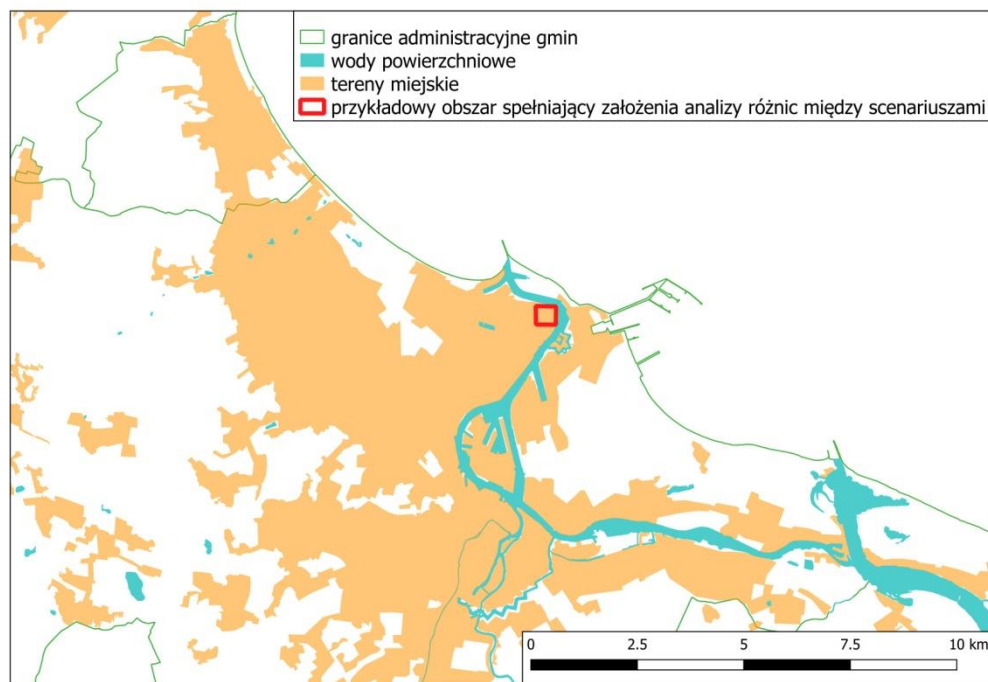 granice administracyjne gmin
wody powierzchniowe
tereny miejskie
przykładowy obszar spełniający założenia analizy różnic między scenariuszami
0 2.5 5 7.5 10 km